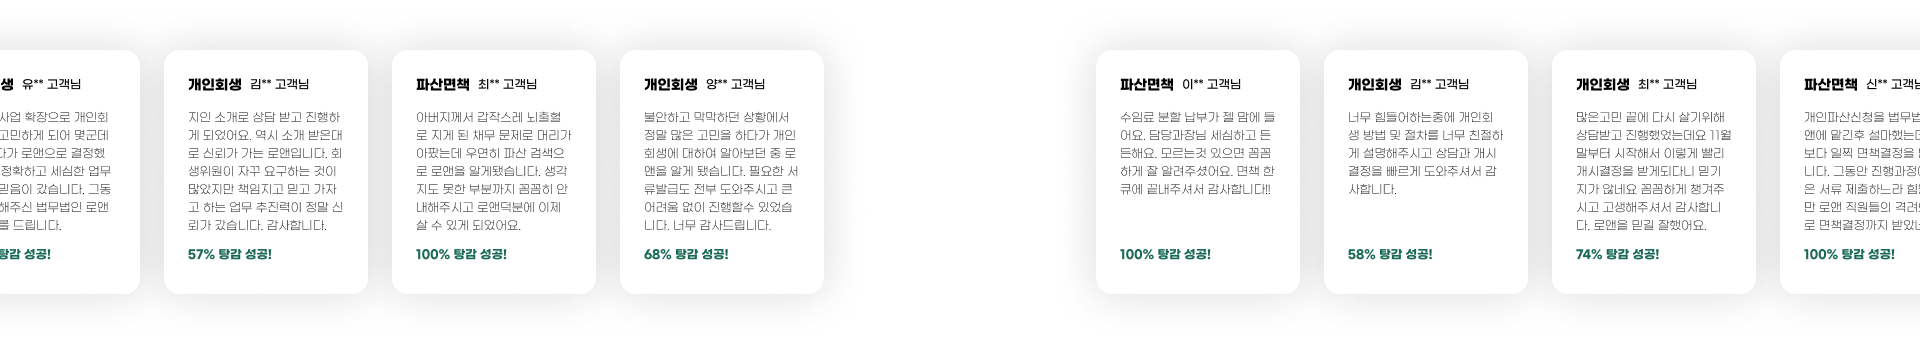 생 유** 고객님
사업 확장으로 개인회
고민하게 되어 몇군데
다가 로앤으로 결정했
정확하고 세심한 업무
믿음이 갔습니다. 그동
해주신 법무법인 로앤
를 드립니다.
탕감 성공!
개인회생 김** 고객님
지인 소개로 상담 받고 진행하
게 되었어요. 역시 소개 받은대
로 신뢰가 가는 로앤입니다. 회
생위원이 자꾸 요구하는 것이
많았지만 책임지고 믿고 가자
고 하는 업무 추진력이 정말 신
뢰가 갔습니다. 감사합니다.
57% 탕감 성공!
파산면책 최** 고객님
아버지께서 갑작스레 뇌출혈
로 지게 된 채무 문제로 머리가
아팠는데 우연히 파산 검색으
로 로앤을 알게됐습니다. 생각
지도 못한 부분까지 꼼꼼히 안
내해주시고 로앤덕분에 이제
살 수 있게 되었어요.
100% 탕감 성공!
개인회생 양** 고객님
불안하고 막막하던 상황에서
정말 많은 고민을 하다가 개인
회생에 대하여 알아보던 중 로
앤을 알게 됐습니다. 필요한 서
류발급도 전부 도와주시고 큰
어려움 없이 진행할수 있었습
니다. 너무 감사드립니다.
68% 탕감 성공!
파산면책 이** 고객님
수임료 분할 납부가 젤 맘에 들
어요. 담당과장님 세심하고 든
든해요. 모르는것 있으면 꼼꼼
하게 잘 알려주셨어요. 면책 한
큐에 끝내주셔서 감사합니다!!
100% 탕감 성공!
개인회생 김** 고객님
너무 힘들어하는중에 개인회
생 방법 및 절차를 너무 친절하
게 설명해주시고 상담과 개시
결정을 빠르게 도와주셔서 감
사합니다.
58% 탕감 성공!
개인회생 최** 고객님
많은고민 끝에 다시 살기위해
상담받고 진행했었는데요 11월
말부터 시작해서 이렇게 빨리
개시결정을 받게되다니 믿기
지가 않네요 꼼꼼하게 챙겨주
시고 고생해주셔서 감사합니
다. 로앤을 믿길 잘했어요.
74% 탕감 성공!
파산면책 신** 고객님
개인파산신청을 법무법
앤에 맡긴후 설마했는데
보다 일찍 면책결정을
니다. 그동안 진행과정
은 서류 제출하느라 힘
만 로앤 직원들의 격려
로 면책결정까지 받았
100% 탕감 성공!